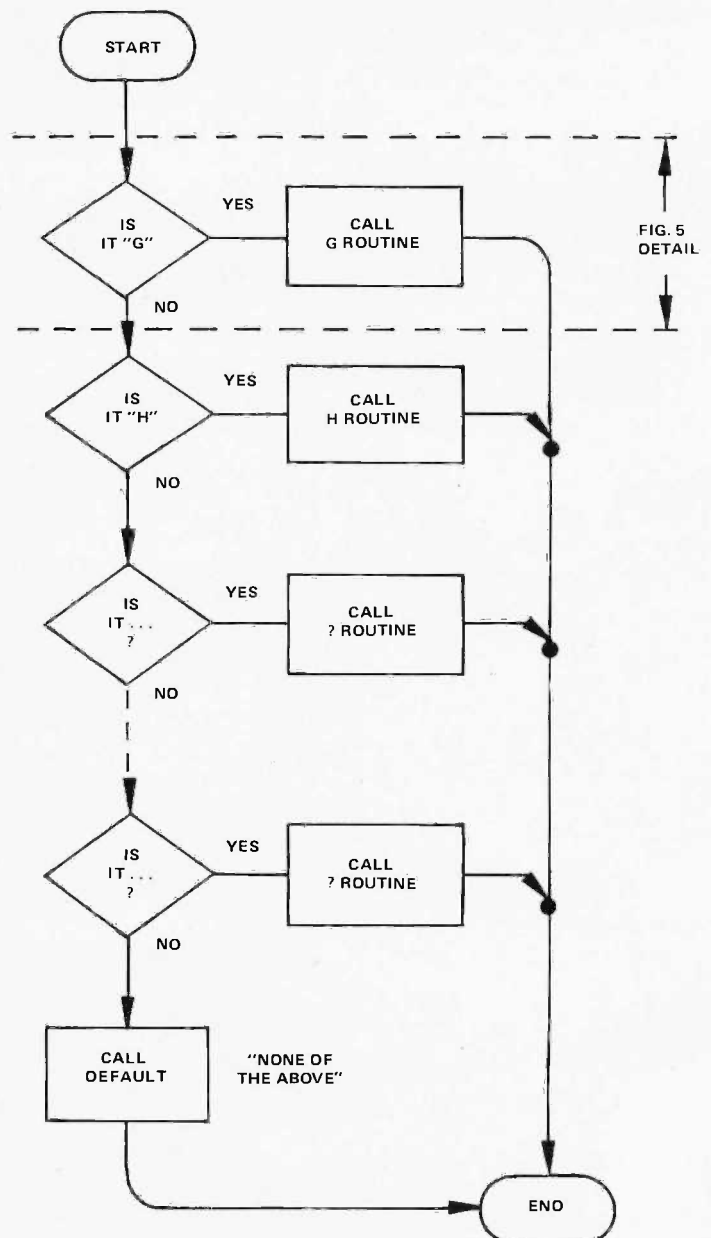 START
IS
IT "G"
YES
CALL
G ROUTINE
FIG. 5
DETAIL
NO
IS
IT "H"
YES
CALL
H ROUTINE
NO
IS
IT ...
?
YES
CALL
? ROUTINE
NO
IS
IT ...
?
YES
CALL
? ROUTINE
NO
CALL
DEFAULT
"NONE OF
THE ABOVE"
END